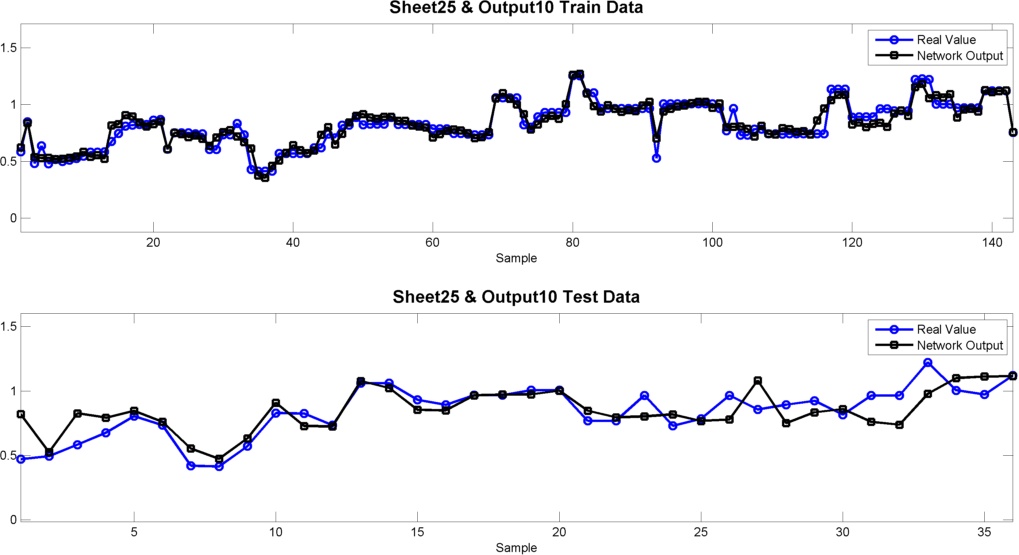 Sheet25 & Output10 Train Data
Real Value
Network Output
1.5
1
0.5
0
20
40
60
80
100
120
140
Sample
Sheet25 & Output10 Test Data
Real Value
Network Output
1.5
1
0.5
0
5
10
15
20
25
30
35
Sample